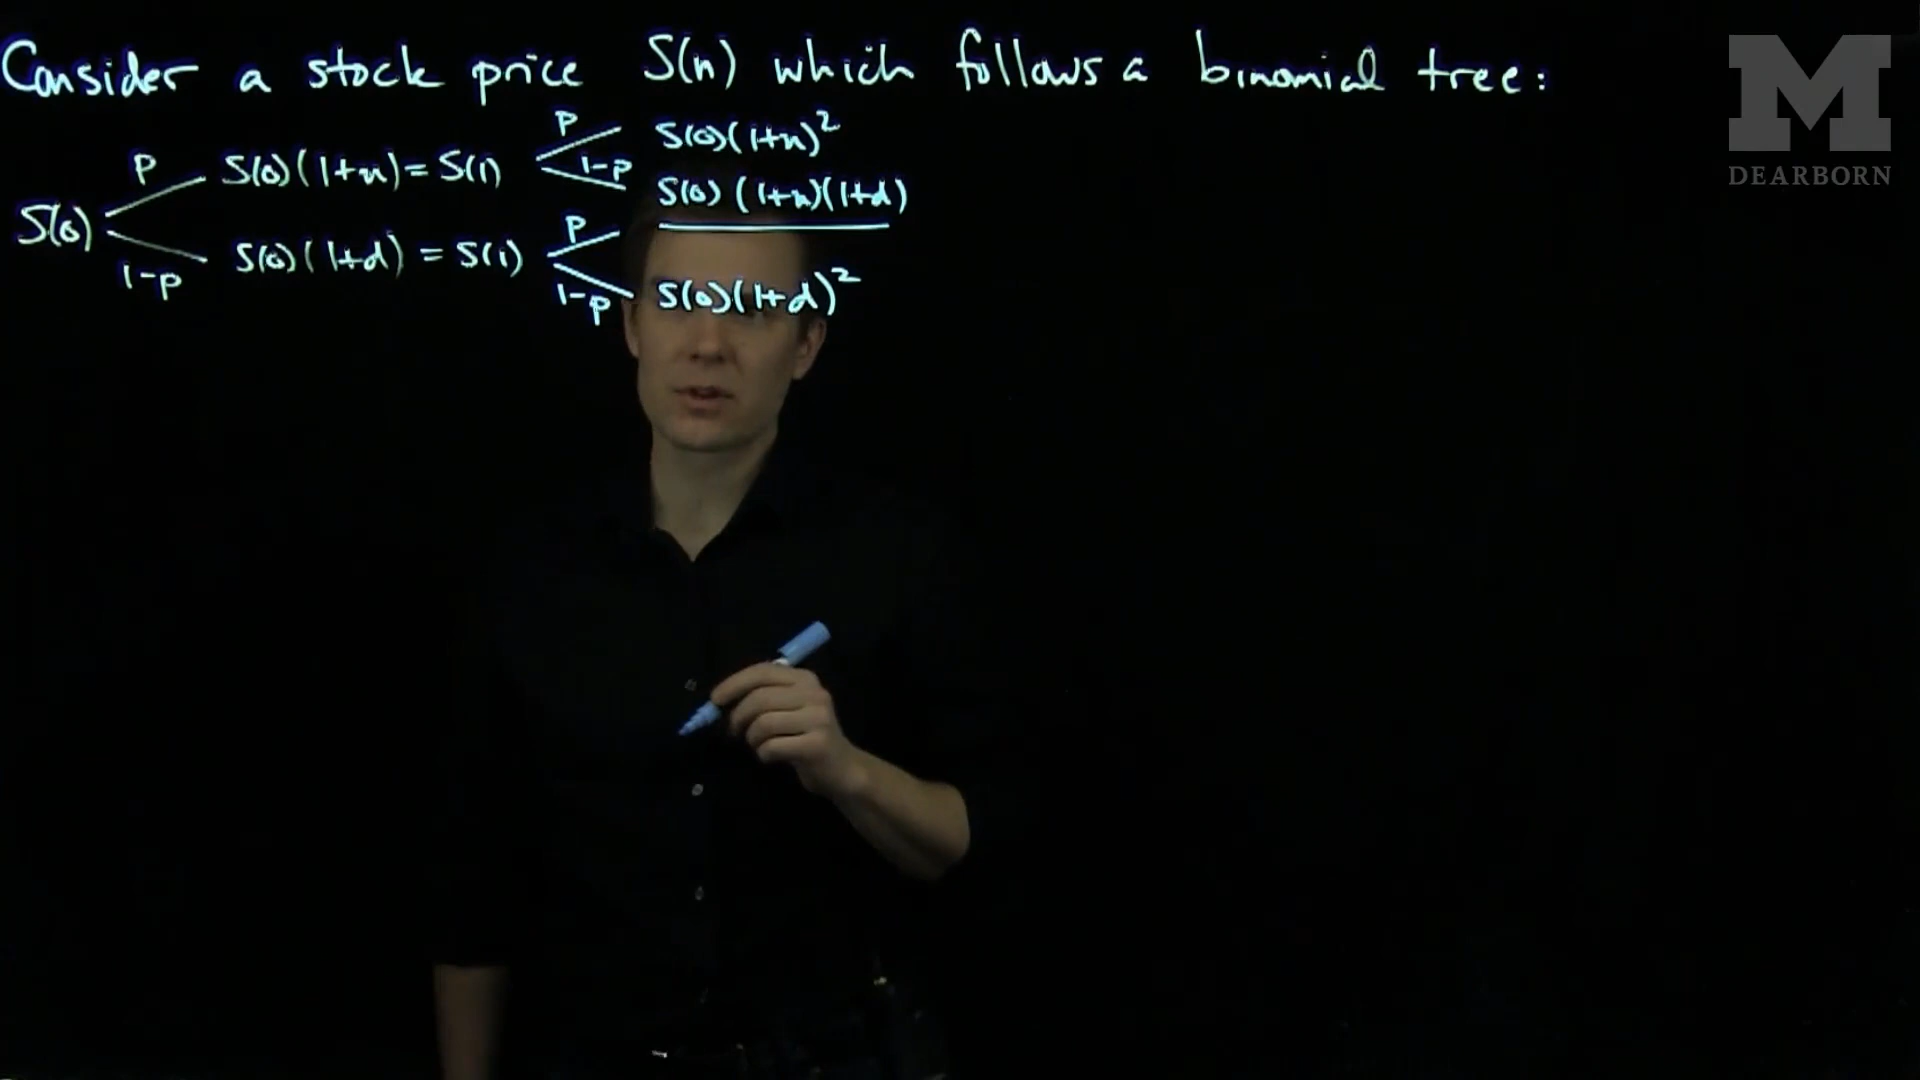 Consider a stock price S(n) which follows a binomial tree:
S(0)
p
1-p
S(0)(1+u)=S(1)
S(0)(1+d) = S(1)
p
1-p
S(0)(1+u)²
S(0)(1+u)(1+d)
p
1-p
S(0)(1+d)²
M
DEARBORN